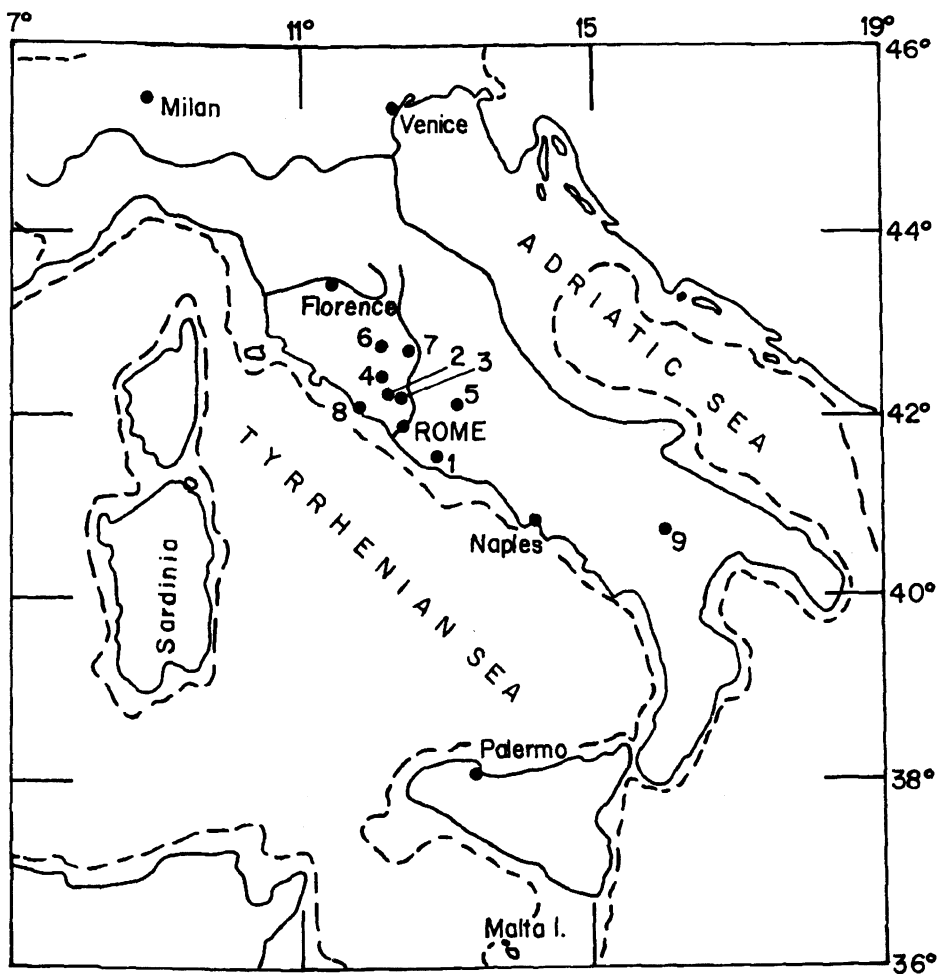 7° 11° 15 19°
46°
Milan
Venice
44°
ADRIATIC SEA
Florence
6 7
2 3
4
5
8
42°
ROME
1
TYRRHENIAN SEA
Naples
9
40°
Sardinia
Palermo
38°
Malta I.
36°